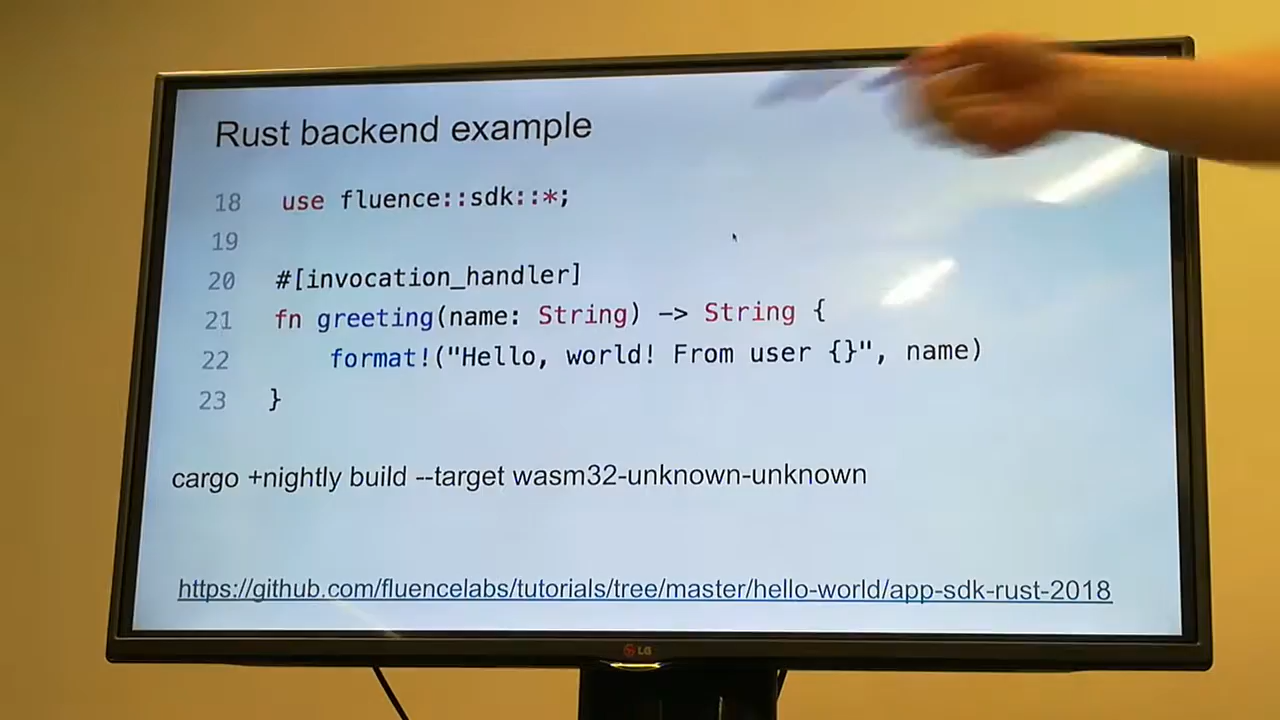 Rust backend example
18 use fluence::sdk::*;
19
20 #[invocation_handler]
21 fn greeting(name: String) -> String {
22 format!("Hello, world! From user {}", name)
23 }
cargo +nightly build --target wasm32-unknown-unknown
https://github.com/fluencelabs/tutorials/tree/master/hello-world/app-sdk-rust-2018
LG